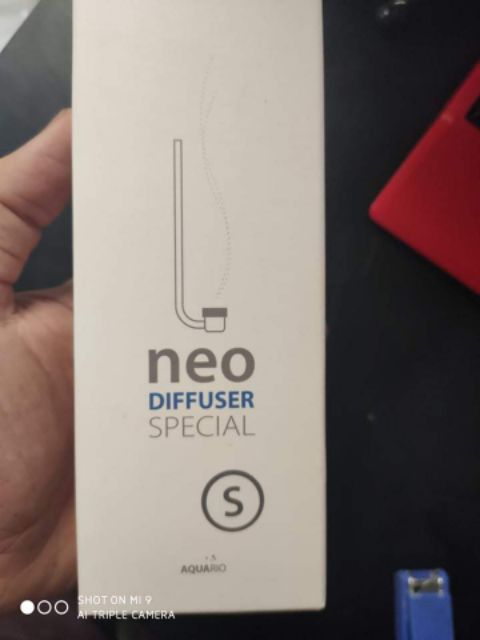 neo
DIFFUSER
SPECIAL
S
AQUARIO
SHOT ON MI 9
AI TRIPLE CAMERA